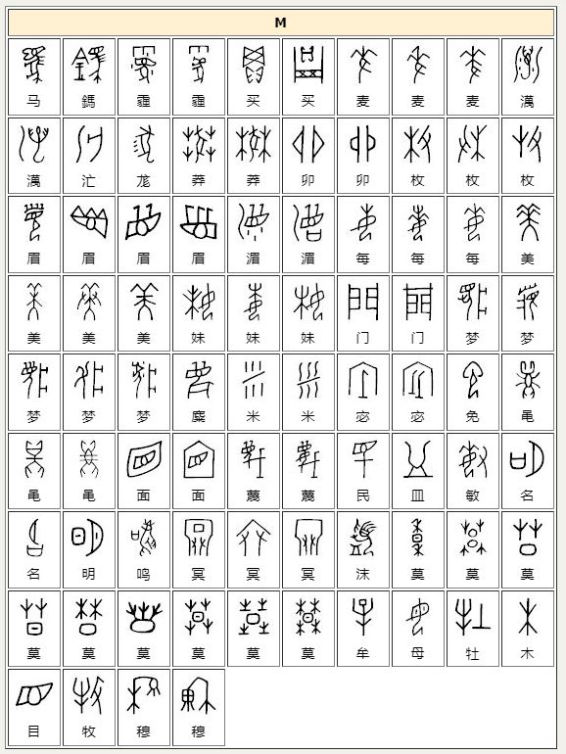 M
马 鎷 霾 霾 买 买 麦 麦 麦 澫
澫 汒 尨 莽 莽 卯 卯 枚 枚 枚
眉 眉 眉 眉 湄 湄 每 每 每 美
美 美 美 妹 妹 妹 门 门 梦 梦
梦 梦 梦 麋 米 米 宓 宓 免 黾
黾 黾 面 面 蔑 蔑 民 皿 敏 名
名 明 鸣 冥 冥 冥 沬 莫 莫 莫
莫 莫 莫 莫 莫 莫 牟 母 牡 木
目 牧 穆 穆